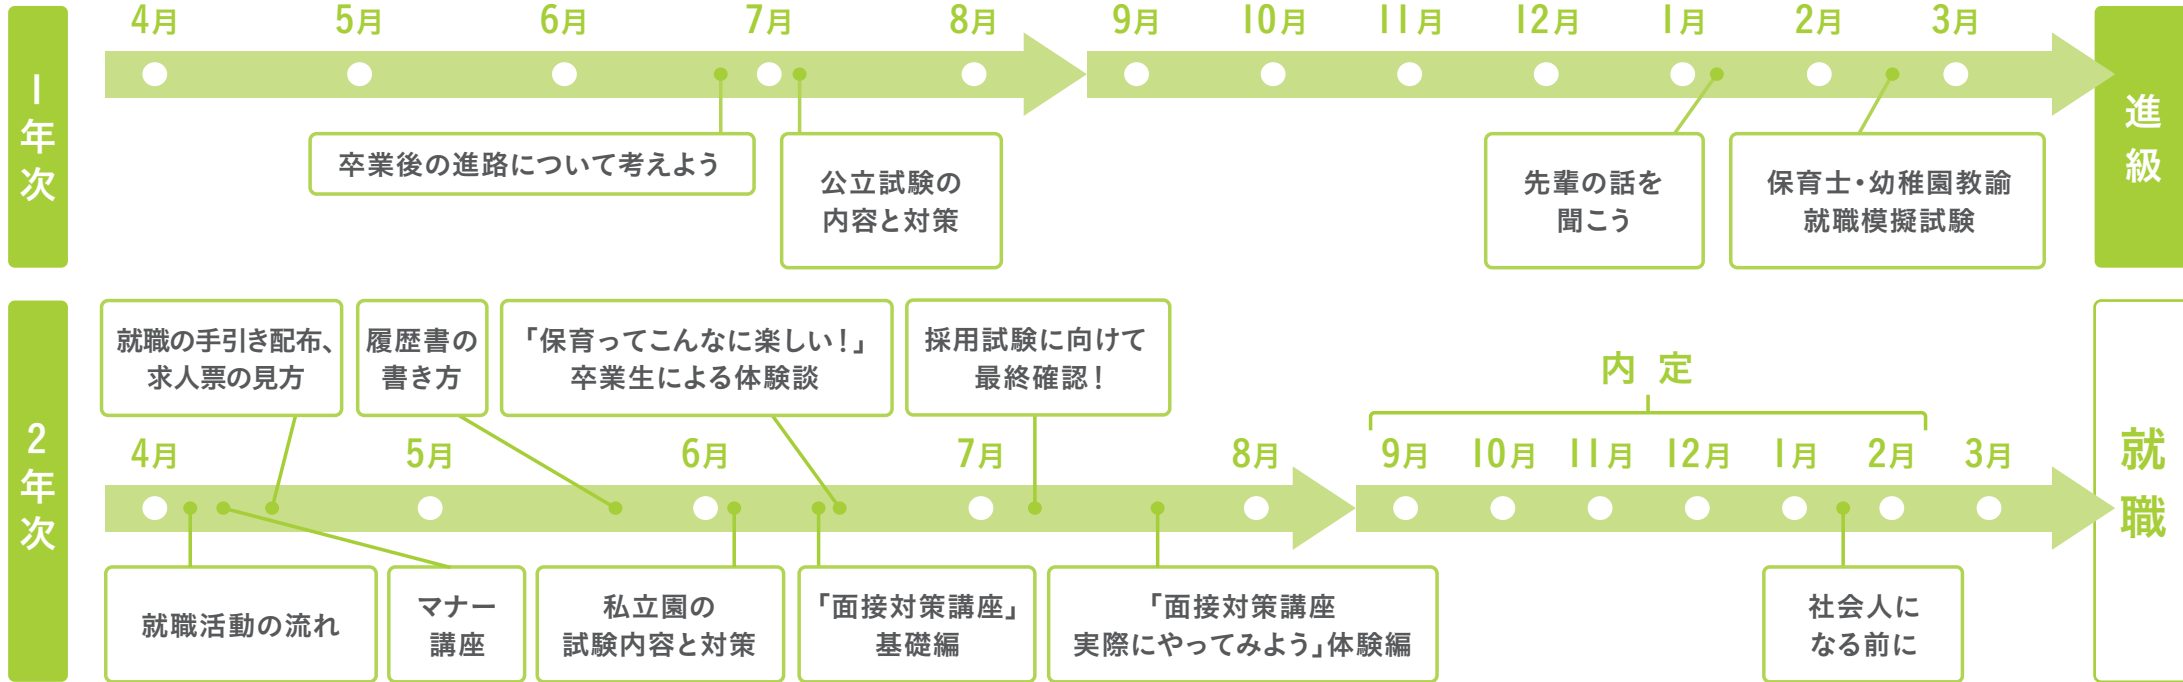 1年次
4月 5月 6月 7月 8月 9月 10月 11月 12月 1月 2月 3月
卒業後の進路について考えよう
公立試験の
内容と対策
先輩の話を
聞こう
保育士・幼稚園教諭
就職模擬試験
進級
2年次
就職の手引き配布、
求人票の見方
履歴書の
書き方
「保育ってこんなに楽しい!」
卒業生による体験談
採用試験に向けて
最終確認!
内定
4月 5月 6月 7月 8月 9月 10月 11月 12月 1月 2月 3月
就職活動の流れ
マナー
講座
私立園の
試験内容と対策
「面接対策講座」
基礎編
「面接対策講座
実際にやってみよう」体験編
社会人に
なる前に
就職